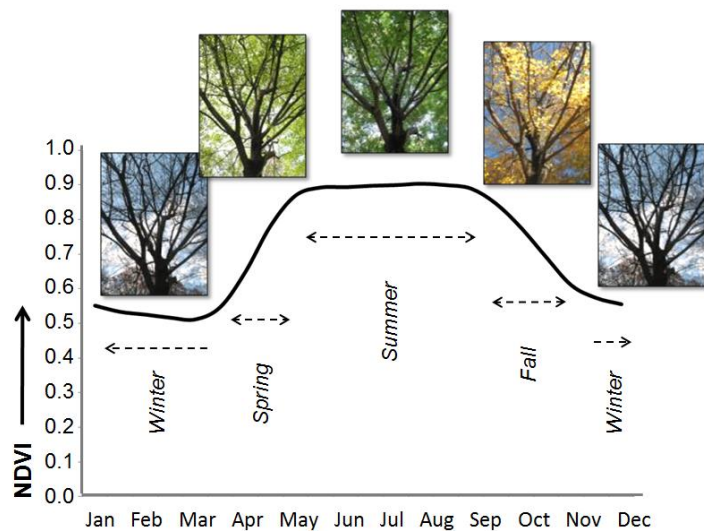 1.0
0.9
0.8
0.7
0.6
0.5
0.4
0.3
0.2
0.1
0.0
NDVI
Winter
Spring
Summer
Fall
Winter
Jan Feb Mar Apr May Jun Jul Aug Sep Oct Nov Dec